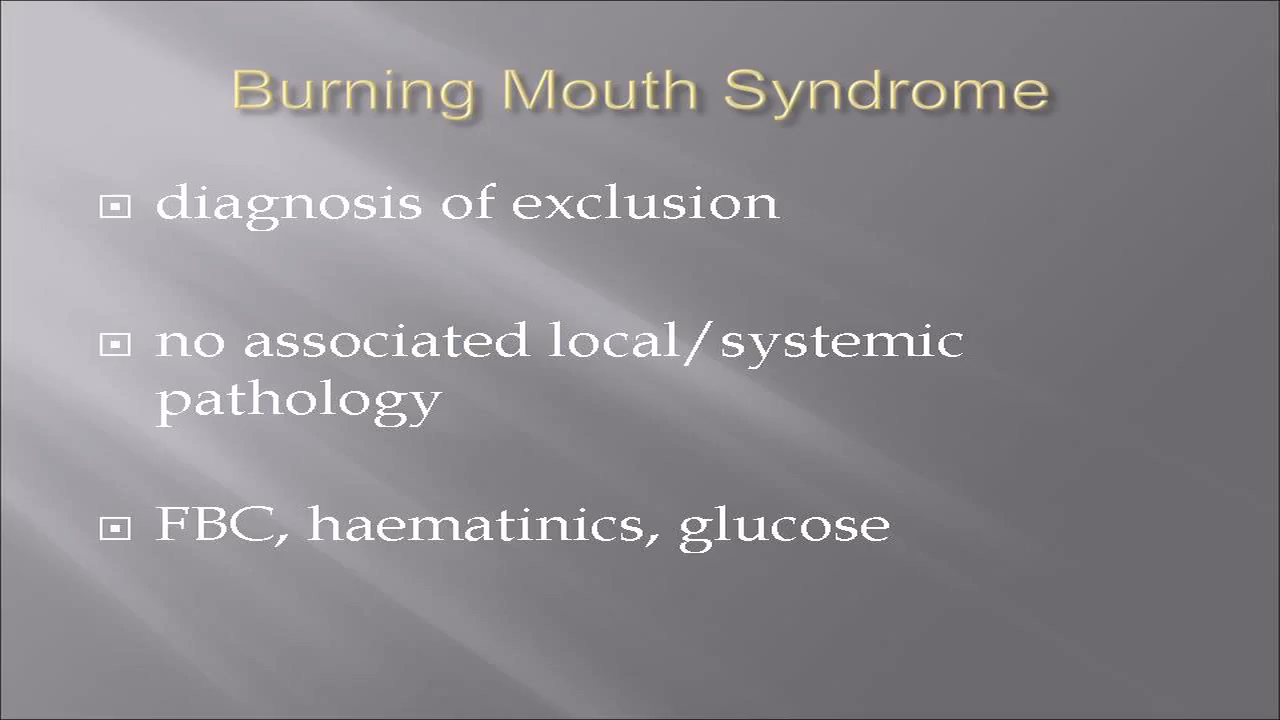 Burning Mouth Syndrome
diagnosis of exclusion
no associated local/systemic
pathology
FBC, haematinics, glucose